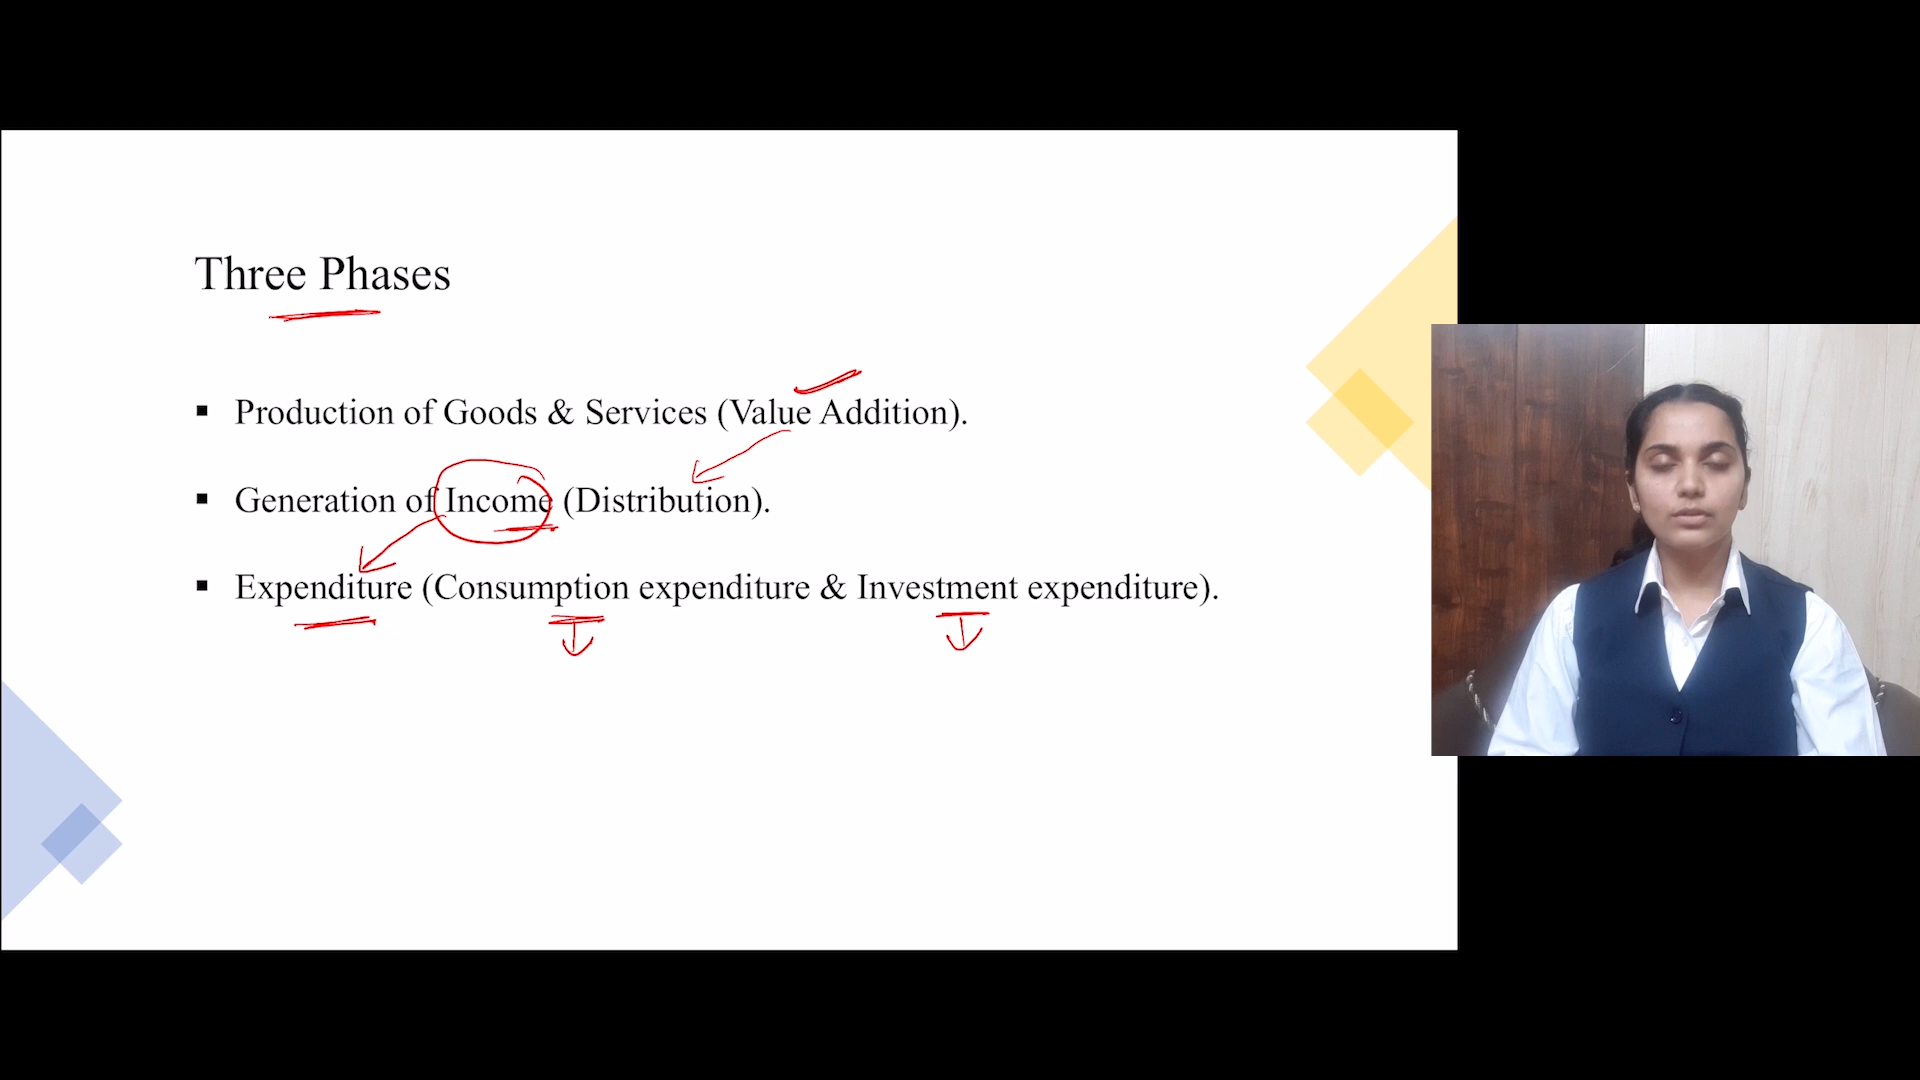 Three Phases
▪ Production of Goods & Services (Value Addition).
▪ Generation of Income (Distribution).
▪ Expenditure (Consumption expenditure & Investment expenditure).